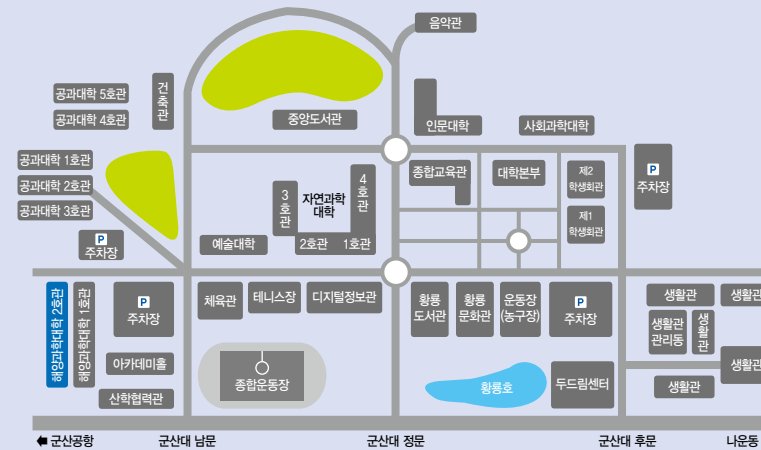 음악관
공과대학 5호관
건축관
공과대학 4호관
중앙도서관
인문대학
사회과학대학
공과대학 1호관
공과대학 2호관
공과대학 3호관
3호관
자연과학
대학
4호관
2호관
1호관
종합교육관
대학본부
제2
학생회관
제1
학생회관
P
주차장
P
주차장
예술대학
해양과학대학 2호관
해양과학대학 1호관
P
주차장
체육관
테니스장
디지털정보관
황룡
도서관
황룡
문화관
운동장
(농구장)
P
주차장
생활관
생활관
생활관
관리동
생활관
생활관
생활관
아카데미홀
산학협력관
종합운동장
황룡호
두드림센터
군산공항
군산대 남문
군산대 정문
군산대 후문
나운동